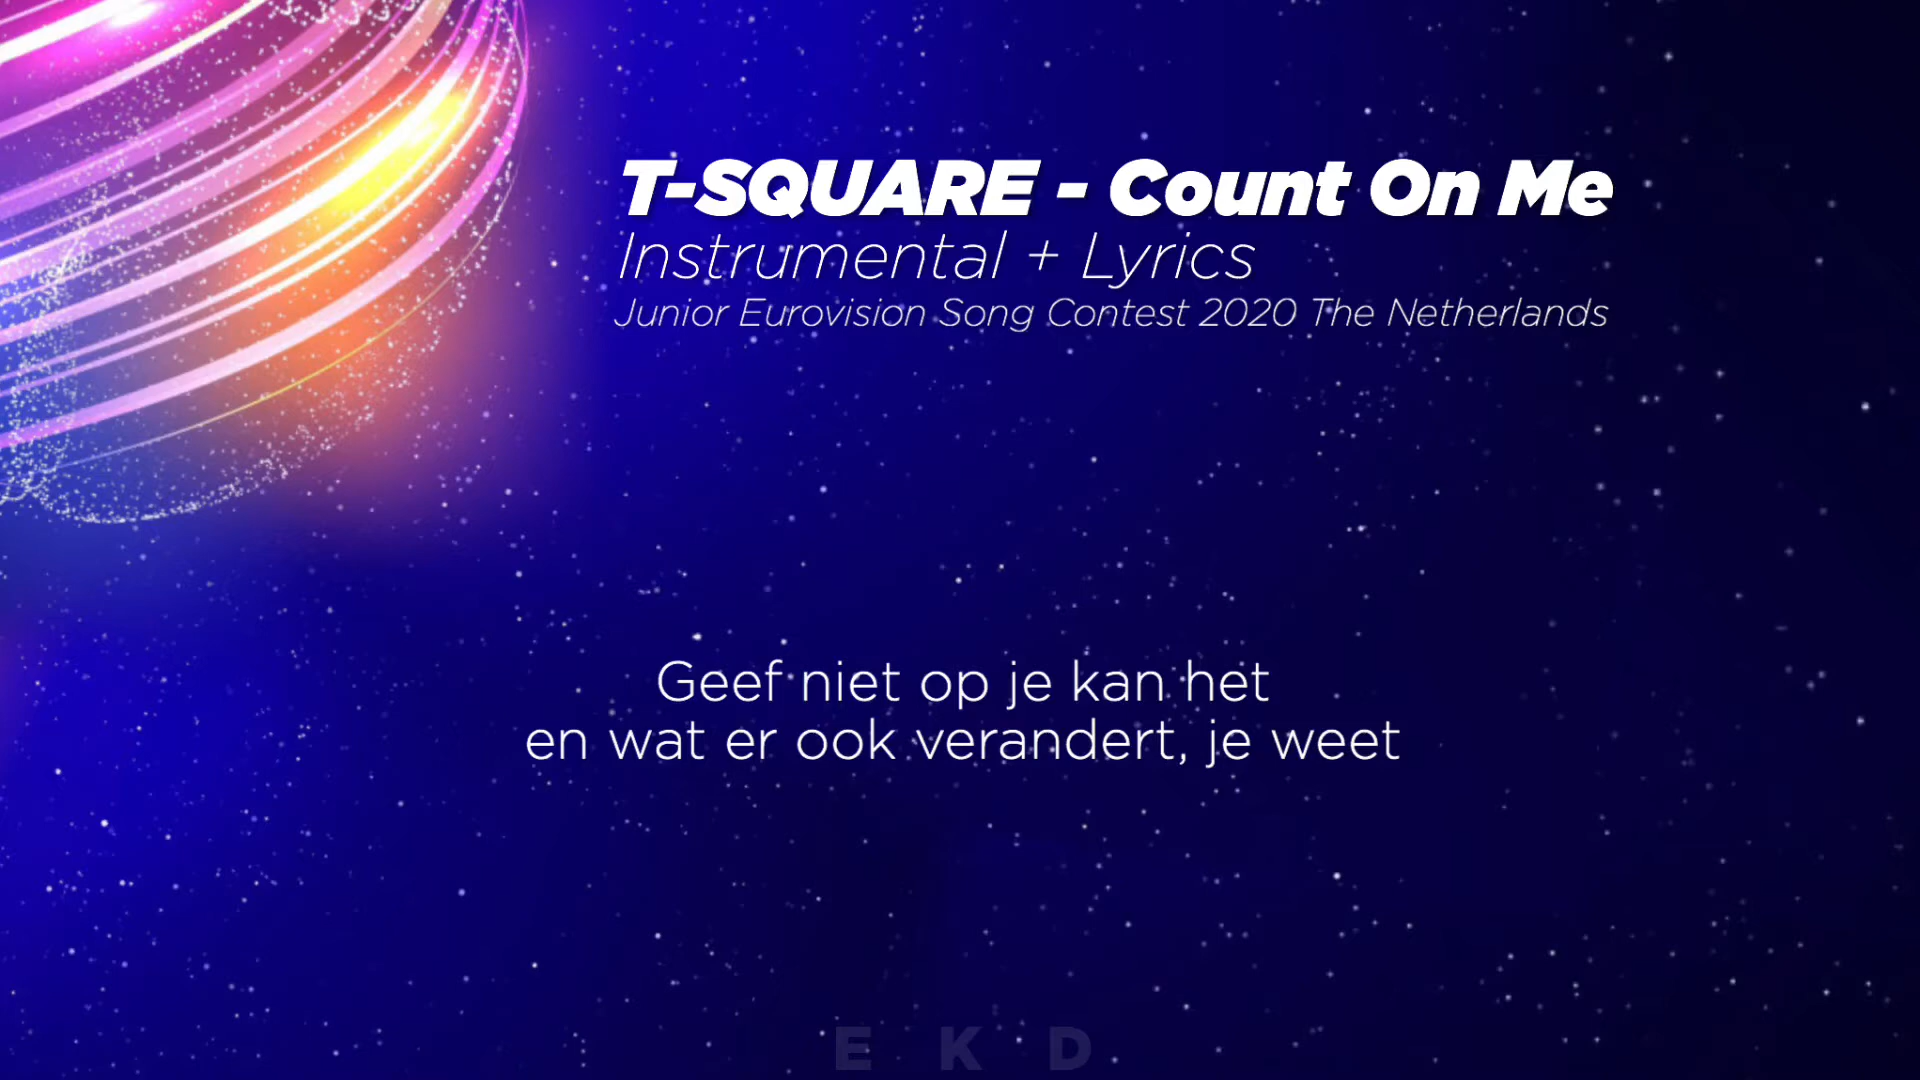 T-SQUARE - Count On Me
Instrumental + Lyrics
Junior Eurovision Song Contest 2020 The Netherlands
Geef niet op je kan het
en wat er ook verandert, je weet
E K D